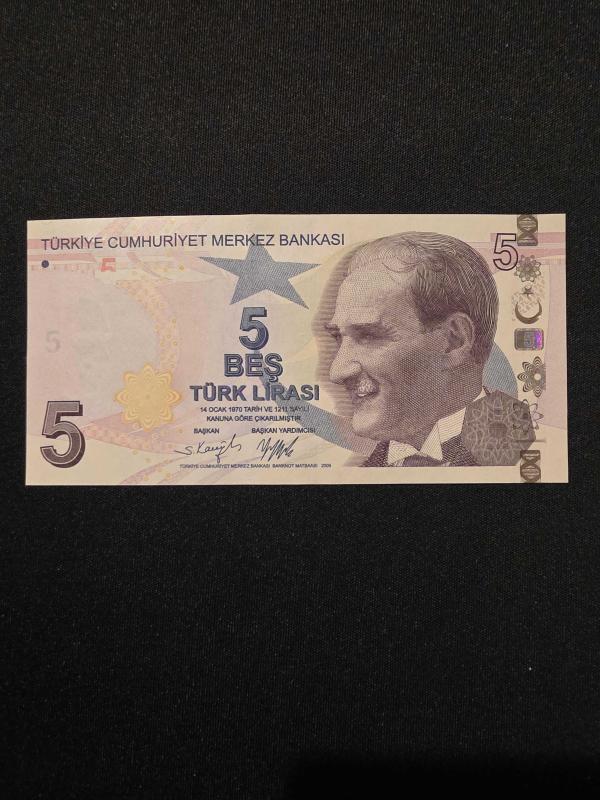 TÜRKİYE CUMHURİYET MERKEZ BANKASI
5
5
5
BEŞ
TÜRK LİRASI
14 OCAK 1970 TARİH VE 1211 SAYILI
KANUNA GÖRE ÇIKARILMIŞTIR
BAŞKAN BAŞKAN YARDIMCISI
5
TÜRKİYE CUMHURİYET MERKEZ BANKASI BANKNOT MATBAASI 2009